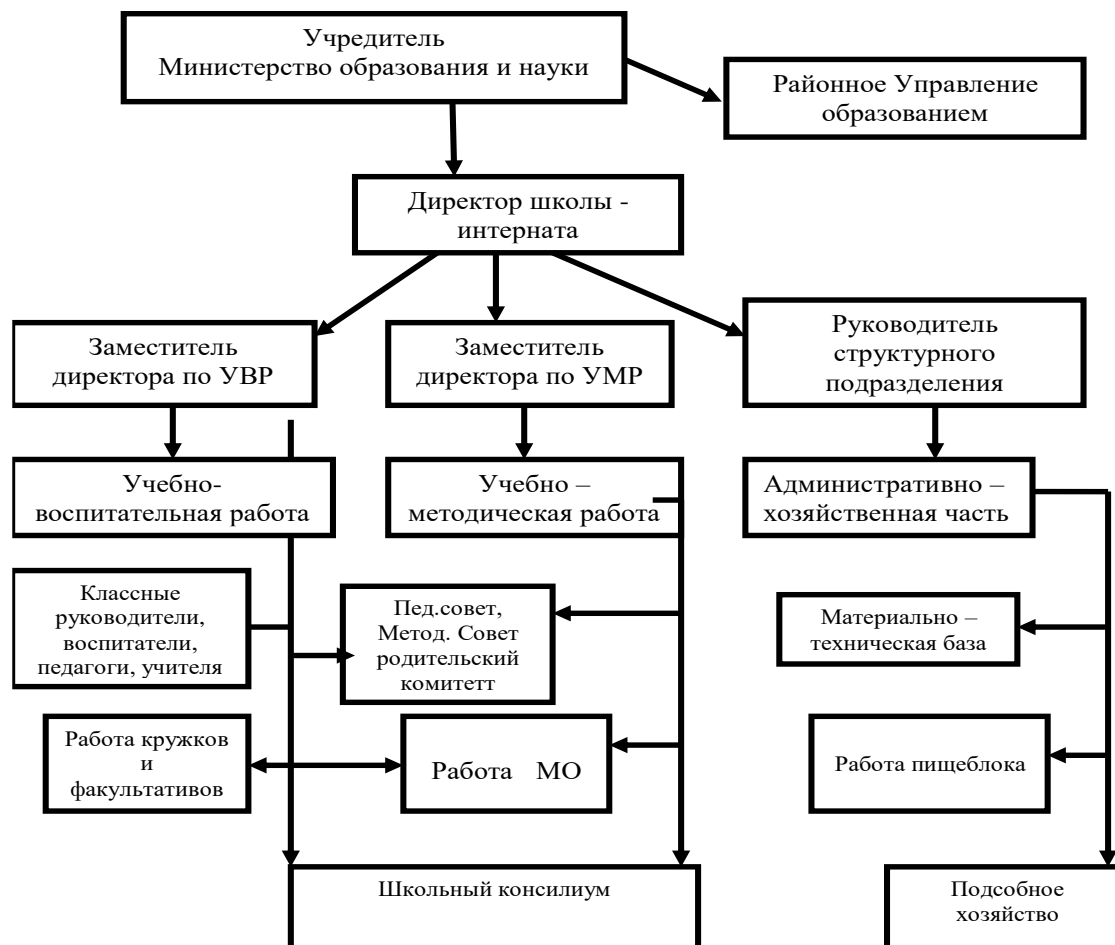 Учредитель
Министерство образования и науки
Районное Управление
образованием
Директор школы -
интерната
Заместитель
директора по УВР
Заместитель
директора по УМР
Руководитель
структурного
подразделения
Учебно-
воспитательная работа
Учебно –
методическая работа
Административно –
хозяйственная часть
Классные
руководители,
воспитатели,
педагоги, учителя
Пед.совет,
Метод. Совет
родительский
комитетт
Материально –
техническая база
Работа кружков
и
факультативов
Работа МО
Работа пищеблока
Школьный консилиум
Подсобное
хозяйство